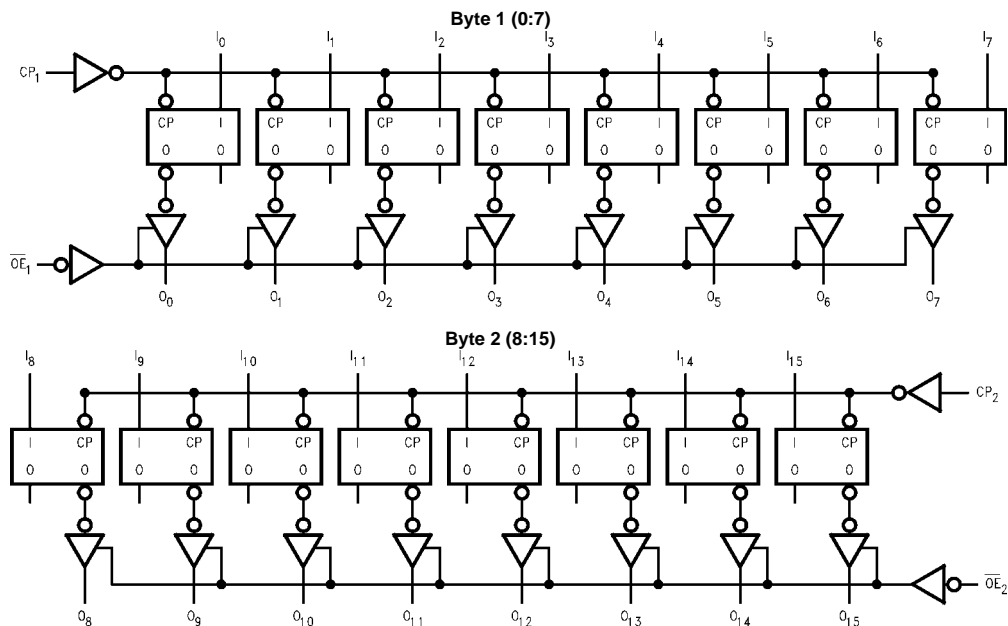 Byte 1 (0:7)
I0 I1 I2 I3 I4 I5 I6 I7
CP1
CP I CP I CP I CP I CP I CP I CP I CP I
O O O O O O O O O O O O O O O O
OE1
O0 O1 O2 O3 O4 O5 O6 O7
Byte 2 (8:15)
I8 I9 I10 I11 I12 I13 I14 I15
CP2
I CP I CP I CP I CP I CP I CP I CP I CP
O O O O O O O O O O O O O O O O
OE2
O8 O9 O10 O11 O12 O13 O14 O15